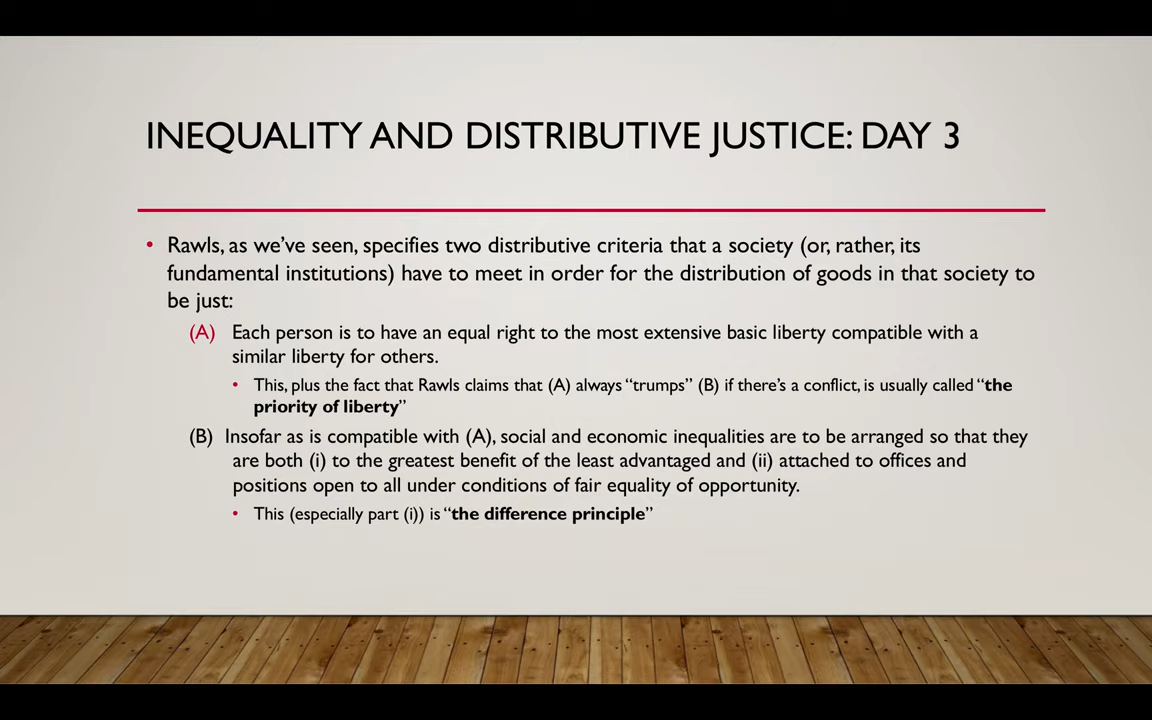 INEQUALITY AND DISTRIBUTIVE JUSTICE: DAY 3
• Rawls, as we’ve seen, specifies two distributive criteria that a society (or, rather, its
fundamental institutions) have to meet in order for the distribution of goods in that society to
be just:
(A) Each person is to have an equal right to the most extensive basic liberty compatible with a
similar liberty for others.
• This, plus the fact that Rawls claims that (A) always “trumps” (B) if there’s a conflict, is usually called “the
priority of liberty”
(B) Insofar as is compatible with (A), social and economic inequalities are to be arranged so that they
are both (i) to the greatest benefit of the least advantaged and (ii) attached to offices and
positions open to all under conditions of fair equality of opportunity.
• This (especially part (i)) is “the difference principle”